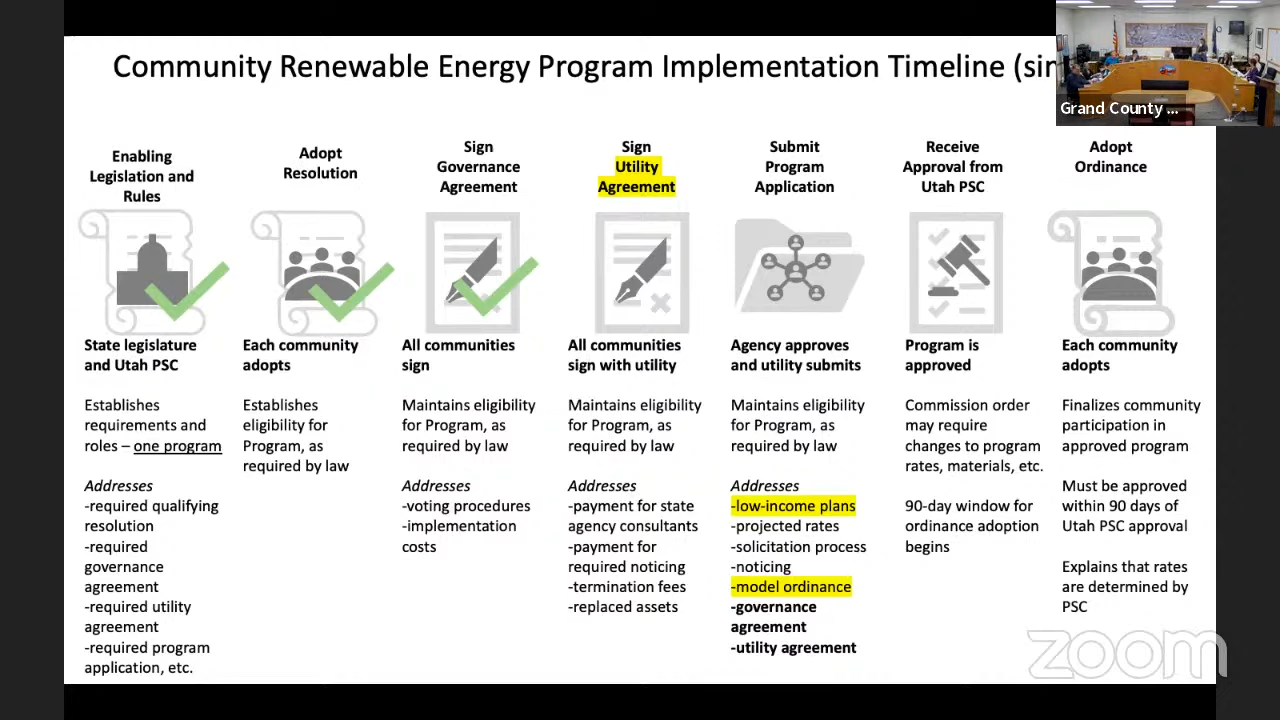 Community Renewable Energy Program Implementation Timeline (sim
Grand County ...
Enabling
Legislation and
Rules
State legislature
and Utah PSC
Establishes
requirements and
roles – one program
Addresses
-required qualifying
resolution
-required
governance
agreement
-required utility
agreement
-required program
application, etc.
Adopt
Resolution
Each community
adopts
Establishes
eligibility for
Program, as
required by law
Sign
Governance
Agreement
All communities
sign
Maintains eligibility
for Program, as
required by law
Addresses
-voting procedures
-implementation
costs
Sign
Utility
Agreement
All communities
sign with utility
Maintains eligibility
for Program, as
required by law
Addresses
-payment for state
agency consultants
-payment for
required noticing
-termination fees
-replaced assets
Submit
Program
Application
Agency approves
and utility submits
Maintains eligibility
for Program, as
required by law
Addresses
-low-income plans
-projected rates
-solicitation process
-noticing
-model ordinance
-governance
agreement
-utility agreement
Receive
Approval from
Utah PSC
Program is
approved
Commission order
may require
changes to program
rates, materials, etc.
90-day window for
ordinance adoption
begins
Adopt
Ordinance
Each community
adopts
Finalizes community
participation in
approved program
Must be approved
within 90 days of
Utah PSC approval
Explains that rates
are determined by
PSC
zoom